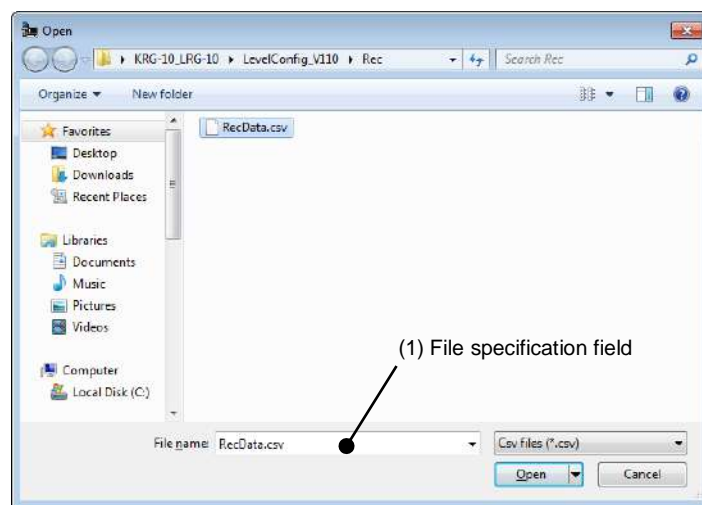 Open
KRG-10_LRG-10 LevelConfig_V110 Rec Search Rec
Organize New folder
Favorites
RecData.csv
Desktop
Downloads
Recent Places
Libraries
Documents
Music
Pictures
Videos
(1) File specification field
Computer
Local Disk (C:)
File name: RecData.csv Csv files (*.csv)
Open Cancel